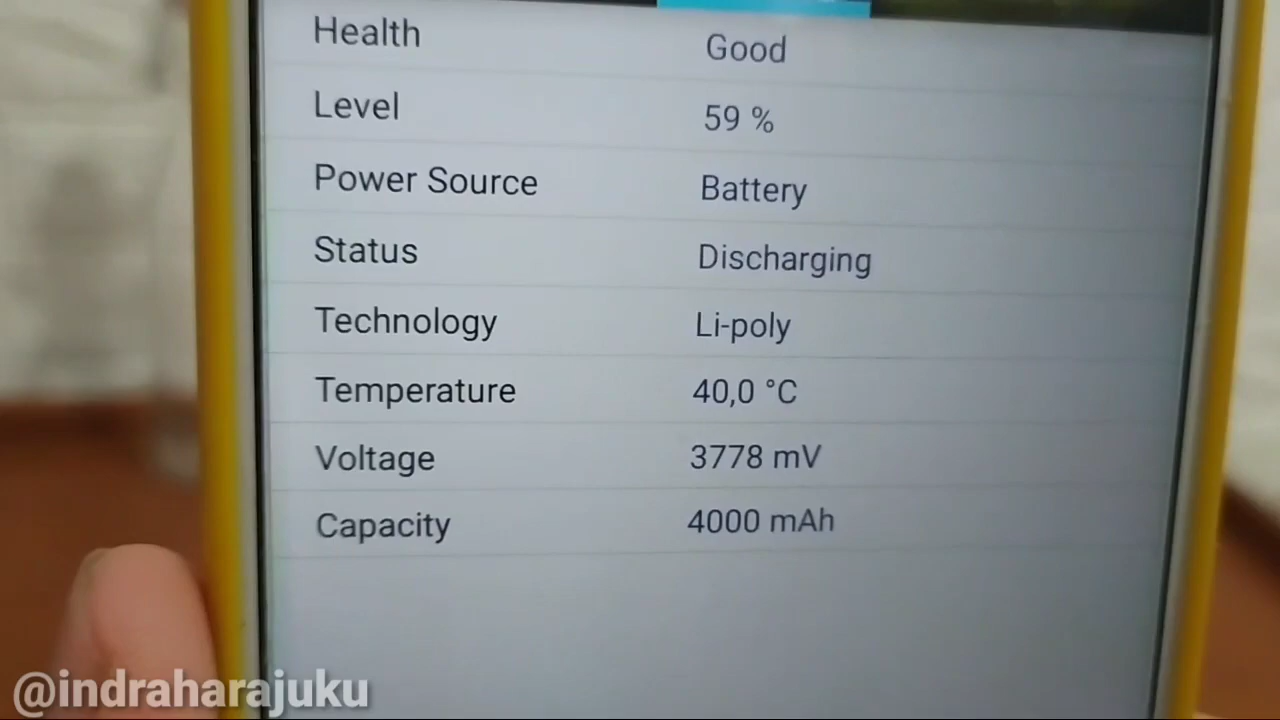 Health Good
Level 59 %
Power Source Battery
Status Discharging
Technology Li-poly
Temperature 40,0 °C
Voltage 3778 mV
Capacity 4000 mAh
@indraharajuku